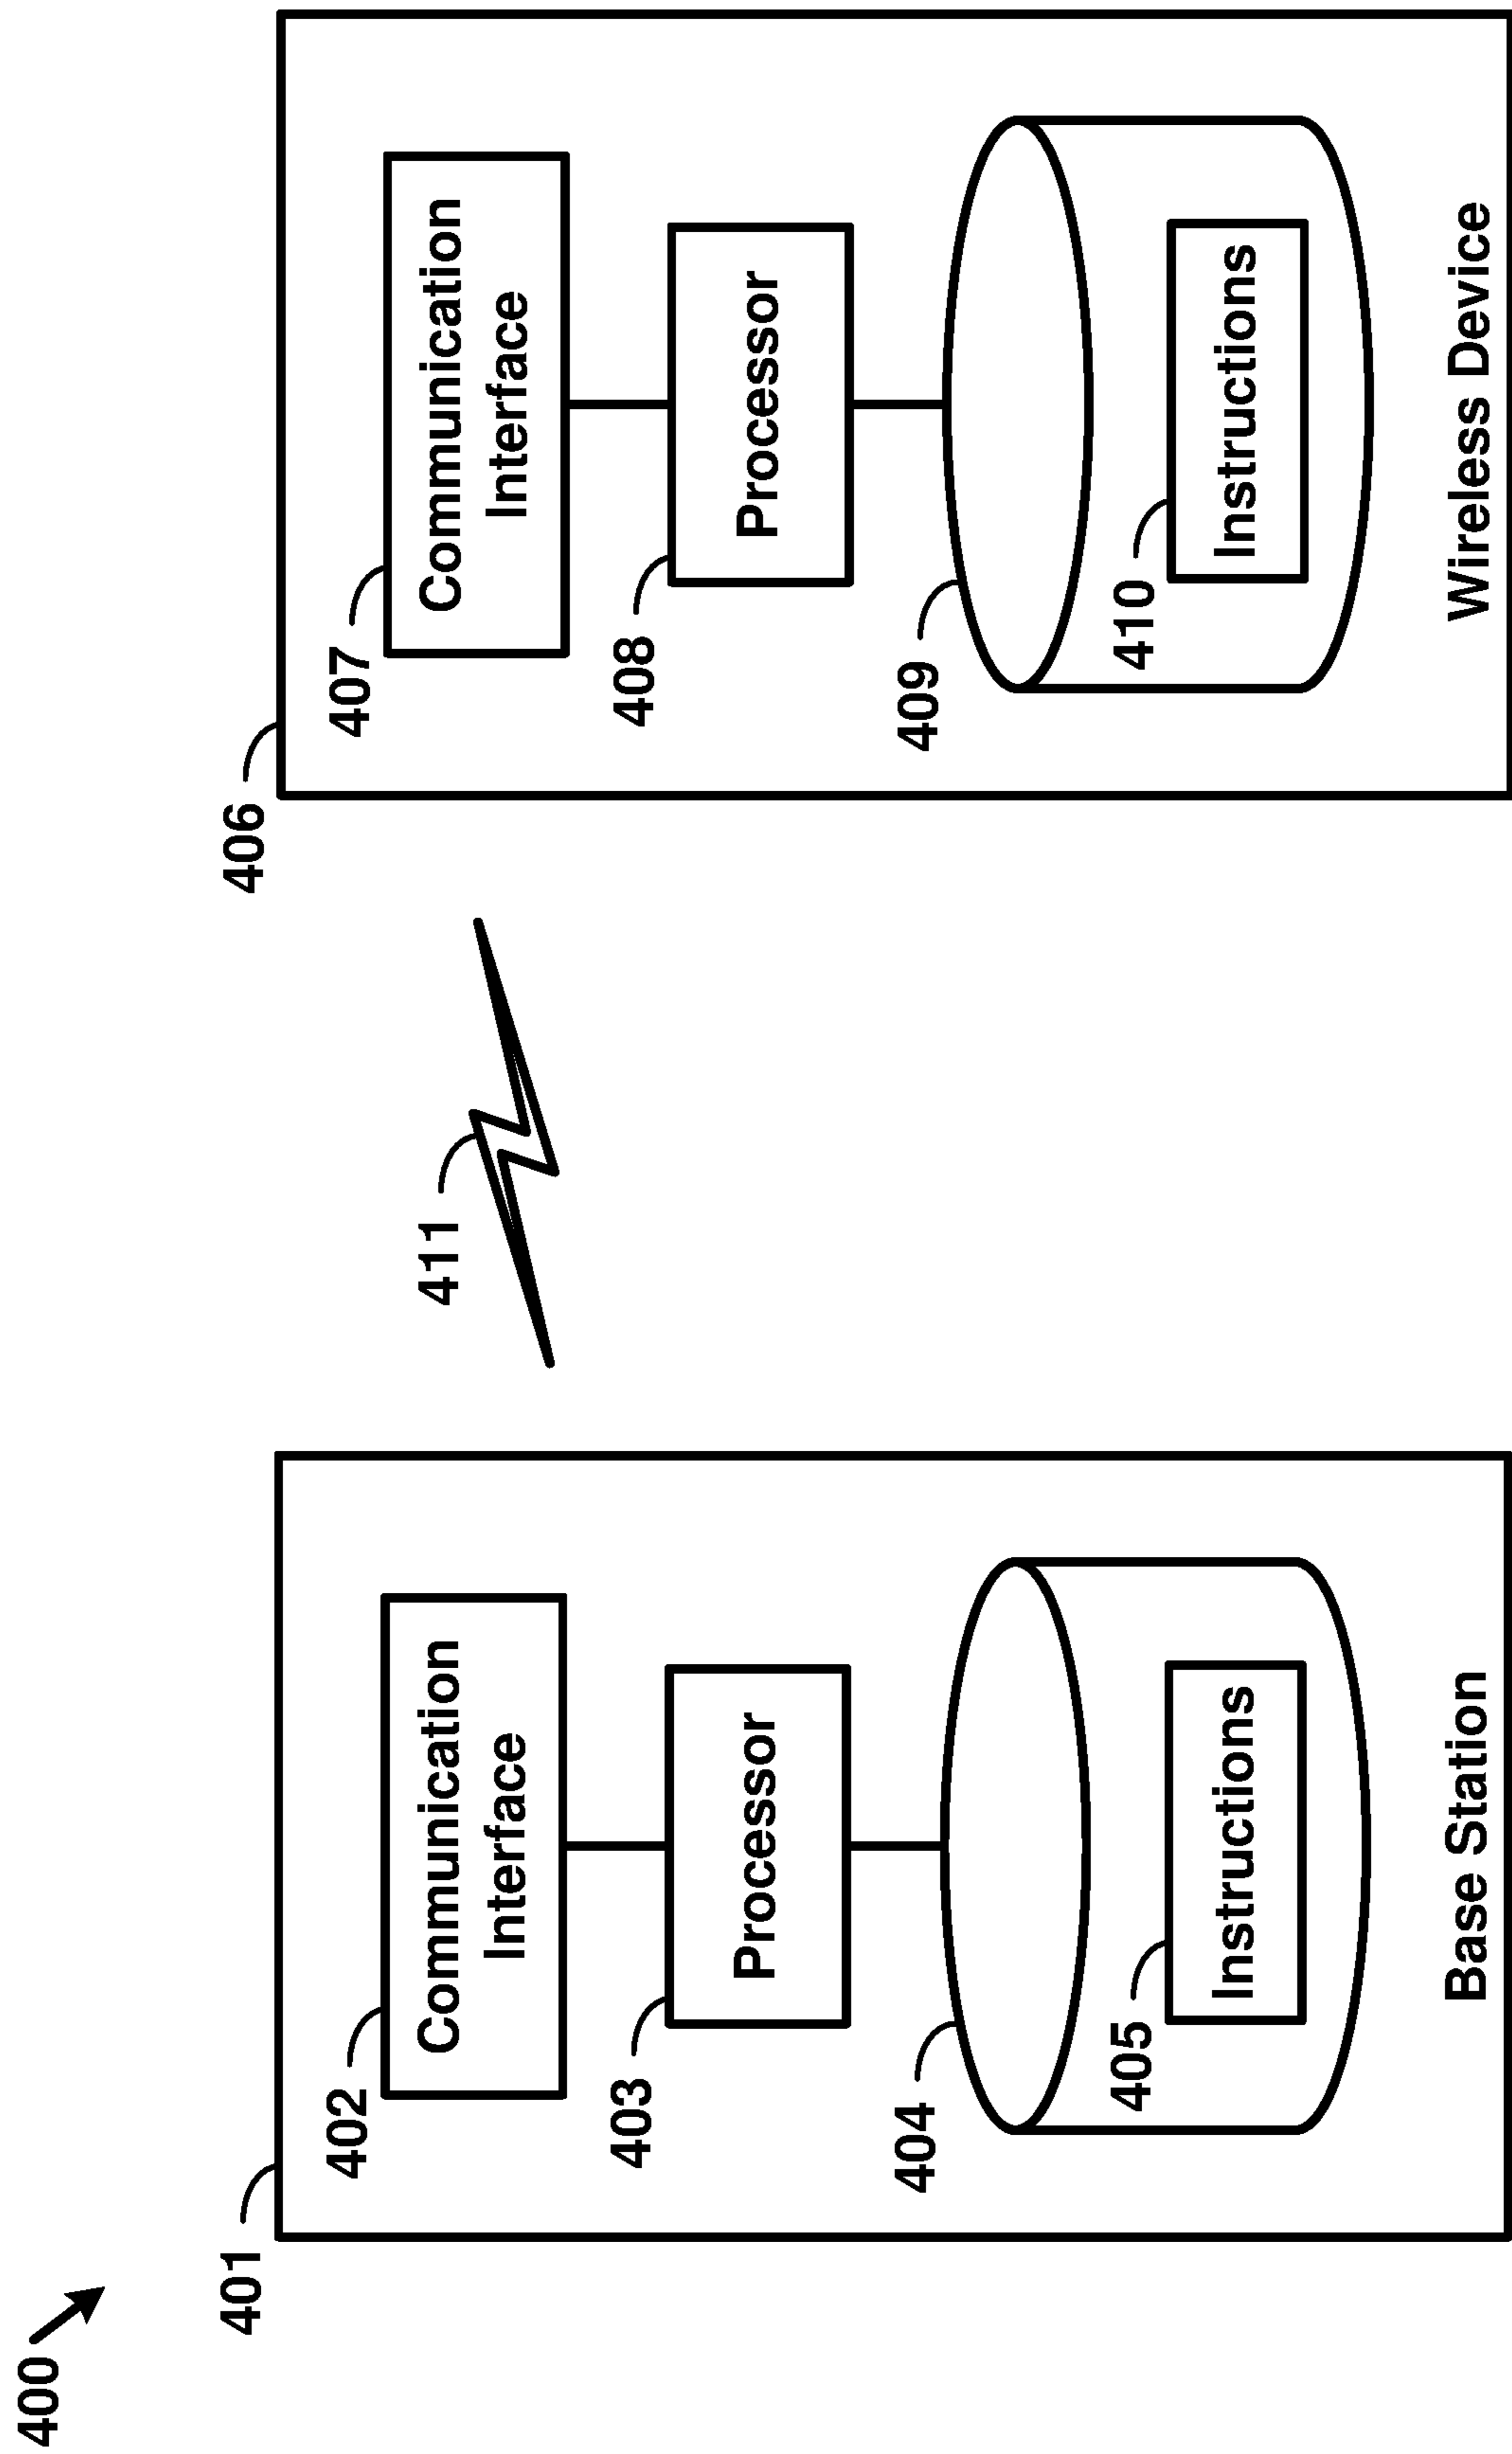 400
401
402
Communication
Interface
403
Processor
404
405
Instructions
Base Station
411
406
407
Communication
Interface
408
Processor
409
410
Instructions
Wireless Device